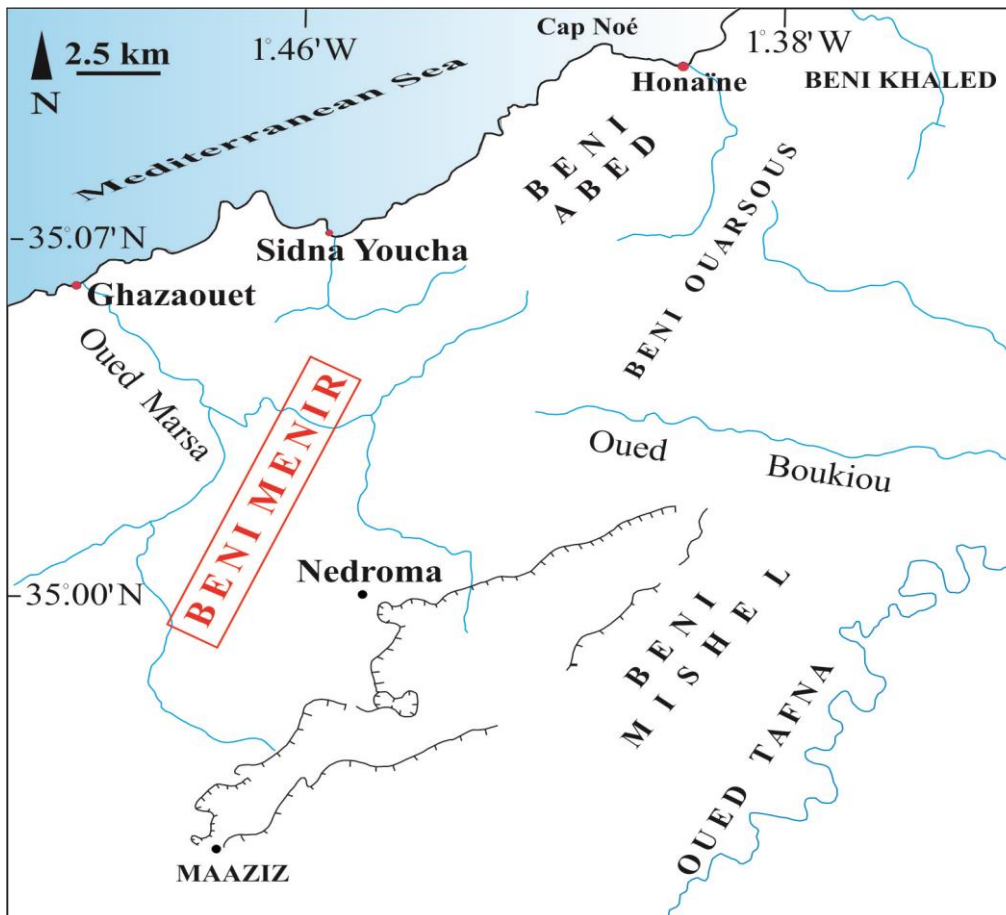 Cap Noé
2.5 km
1°.46'W
1°.38'W
N
Honaïne
BENI KHALED
Mediterranean Sea
BENI
ABED
BENI OUARSOUS
-35°.07'N
Sidna Youcha
Ghazaouet
Oued Marsa
BENI MENIR
Oued Boukiou
Nedroma
-35°.00'N
BENI
MISHEL
OUED TAFNA
MAAZIZ